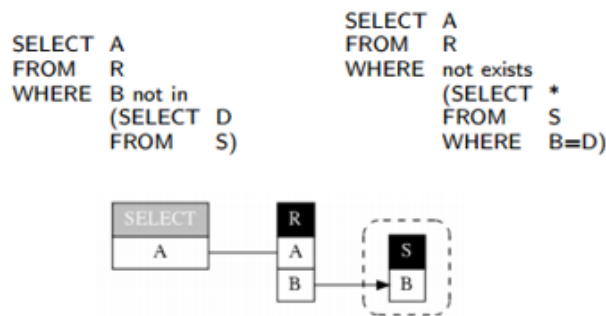 SELECT A
FROM R
WHERE B not in
(SELECT D
FROM S)
SELECT A
FROM R
WHERE not exists
(SELECT *
FROM S
WHERE B=D)
SELECT
A
R
A
B
S
B